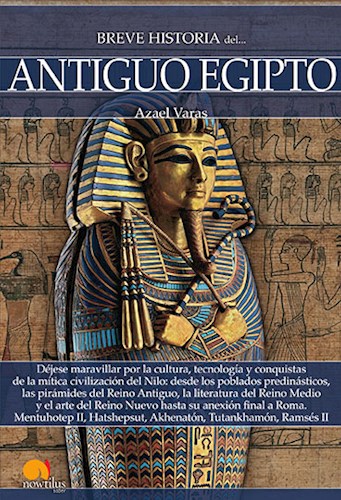 BREVE HISTORIA del...
ANTIGUO EGIPTO
Azael Varas
Déjese maravillar por la cultura, tecnología y conquistas
de la mítica civilización del Nilo: desde los poblados predinásticos,
las pirámides del Reino Antiguo, la literatura del Reino Medio
y el arte del Reino Nuevo hasta su anexión final a Roma.
Mentuhotep II, Hatshepsut, Akhenatón, Tutankhamón, Ramsés II
nowtilus
saber